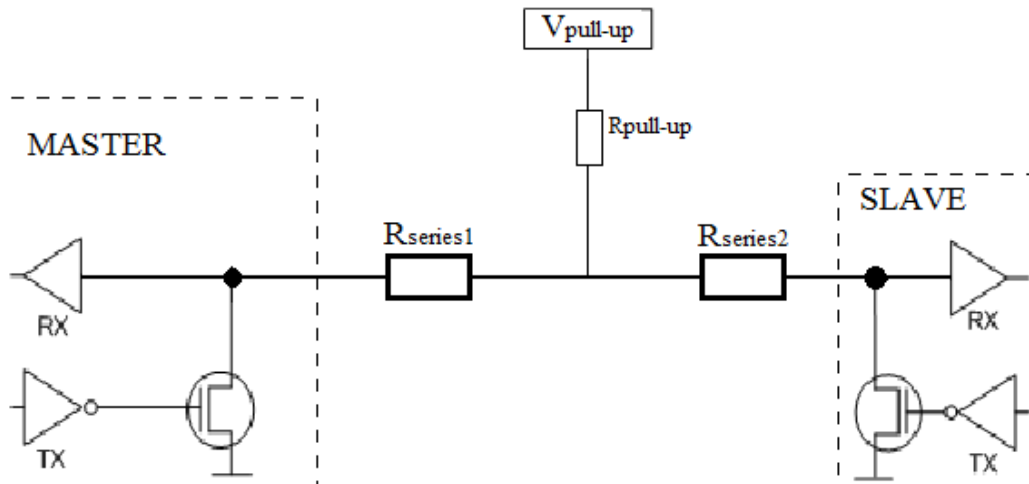 Vpull-up
Rpull-up
MASTER
SLAVE
Rseries1
Rseries2
RX
RX
TX
TX